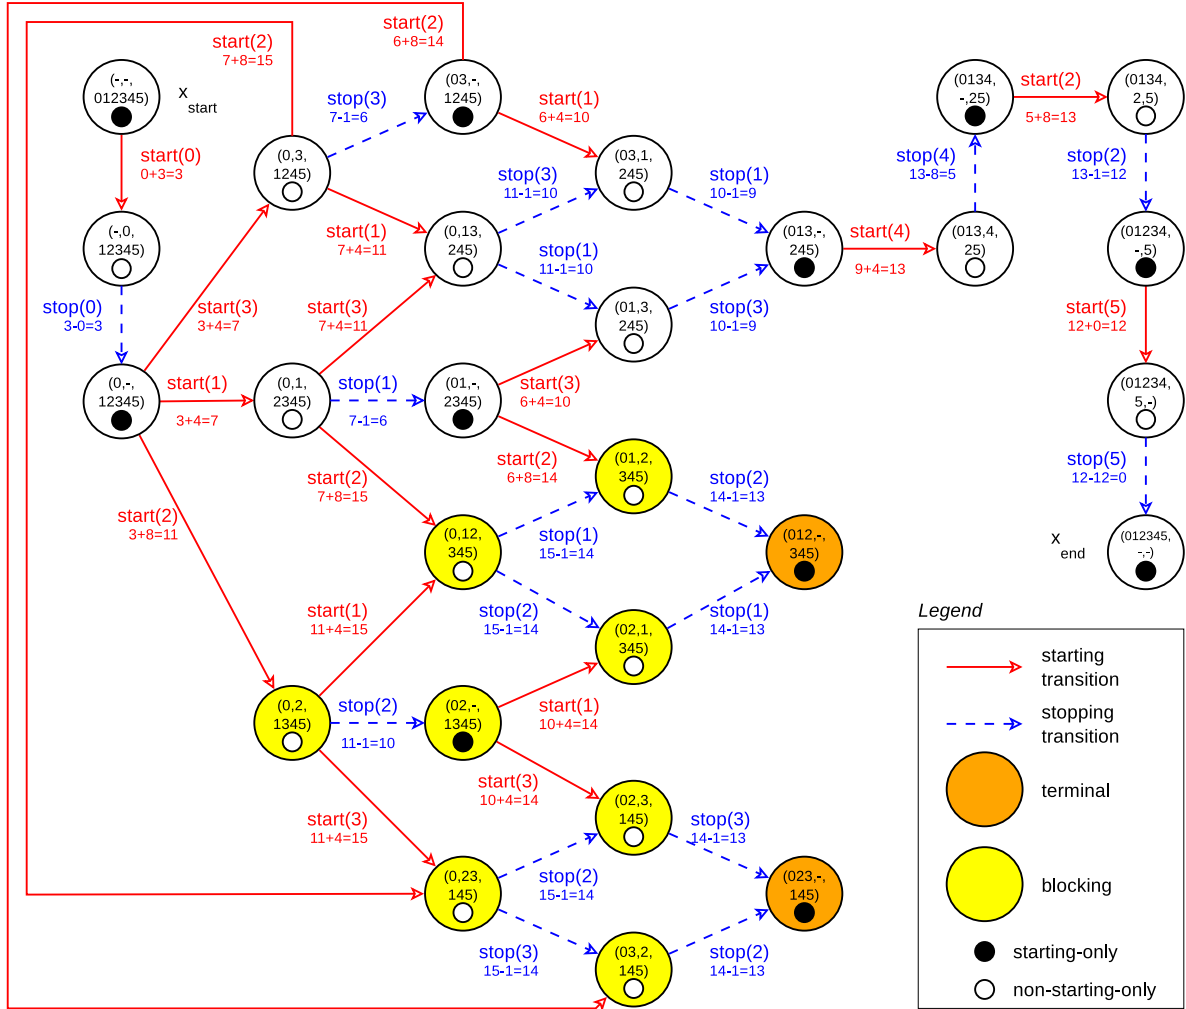 start(2)
6+8=14
start(2)
7+8=15
(-,-,
012345)
x
start
start(0)
0+3=3
(-,0,
12345)
stop(0)
3-0=3
(0,-,
12345)
start(3)
3+4=7
start(1)
3+4=7
start(2)
3+8=11
(0,3,
1245)
stop(3)
7-1=6
start(1)
7+4=11
(0,1,
2345)
start(3)
7+4=11
stop(1)
7-1=6
start(2)
7+8=15
(0,2,
1345)
start(1)
11+4=15
stop(2)
11-1=10
start(3)
11+4=15
(03,-,
1245)
start(1)
6+4=10
(0,13,
245)
stop(3)
11-1=10
stop(1)
11-1=10
(01,-,
2345)
start(3)
6+4=10
start(2)
6+8=14
(0,12,
345)
stop(1)
15-1=14
stop(2)
15-1=14
(02,-,
1345)
start(1)
10+4=14
start(3)
10+4=14
(0,23,
145)
stop(2)
15-1=14
stop(3)
15-1=14
(03,1,
245)
stop(1)
10-1=9
(01,3,
245)
stop(3)
10-1=9
(01,2,
345)
stop(2)
14-1=13
(02,1,
345)
stop(1)
14-1=13
(02,3,
145)
stop(3)
14-1=13
(03,2,
145)
stop(2)
14-1=13
(013,-,
245)
start(4)
9+4=13
(012,-,
345)
(023,-,
145)
(013,4,
25)
stop(4)
13-8=5
(0134,
-,25)
start(2)
5+8=13
(0134,
2,5)
stop(2)
13-1=12
(01234,
-,5)
start(5)
12+0=12
(01234,
5,-)
stop(5)
12-12=0
x
end
(012345,
-,-)
Legend
starting
transition
stopping
transition
terminal
blocking
starting-only
non-starting-only